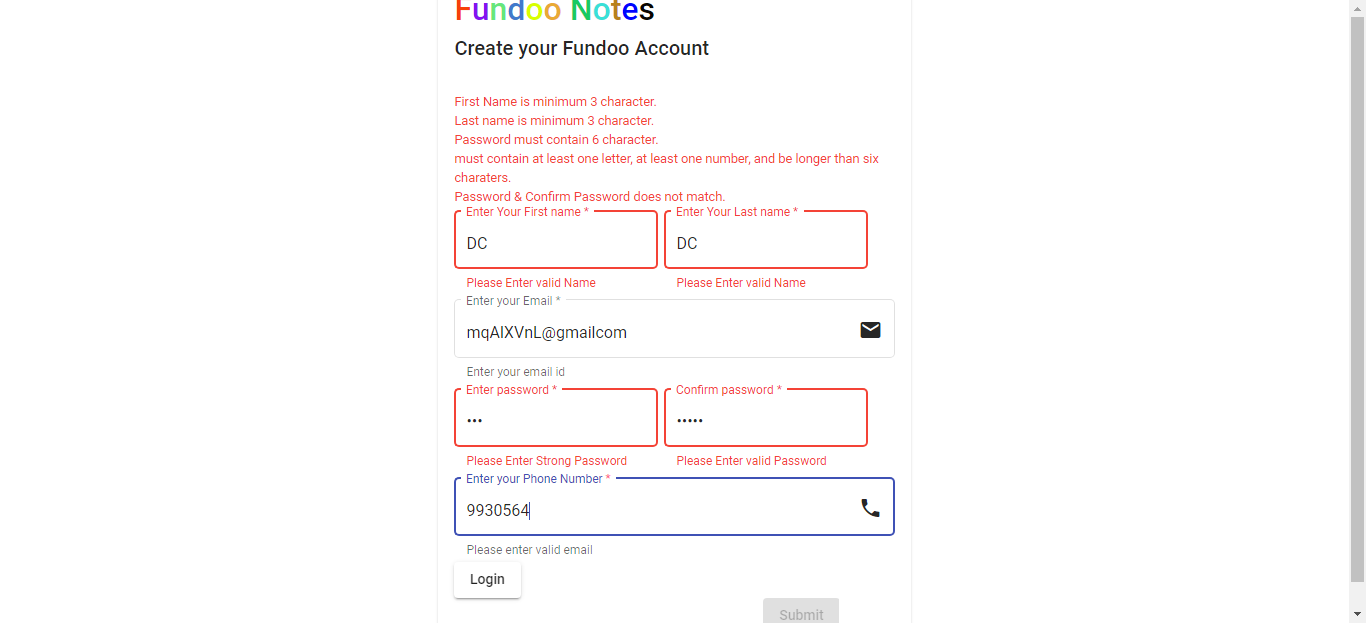 Fundoo Notes
Create your Fundoo Account
First Name is minimum 3 character.
Last name is minimum 3 character.
Password must contain 6 character.
must contain at least one letter, at least one number, and be longer than six
charaters.
Password & Confirm Password does not match.
Enter Your First name * Enter Your Last name *
DC DC
Please Enter valid Name Please Enter valid Name
Enter your Email *
mqAlXVnL@gmailcom
Enter your email id
Enter password * Confirm password *
••• •••••
Please Enter Strong Password Please Enter valid Password
Enter your Phone Number *
9930564
Please enter valid email
Login
Submit